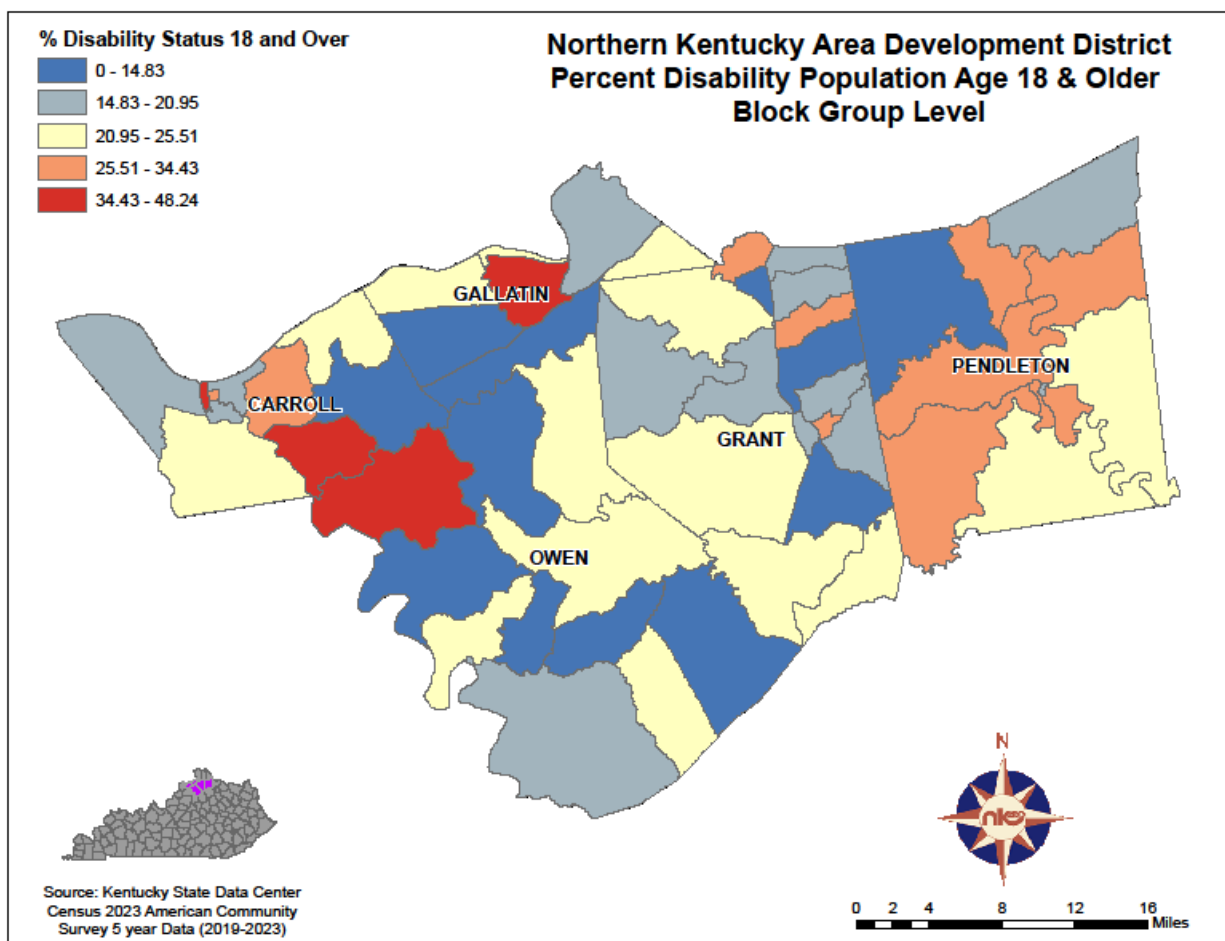 % Disability Status 18 and Over
0 - 14.83
14.83 - 20.95
20.95 - 25.51
25.51 - 34.43
34.43 - 48.24
Northern Kentucky Area Development District
Percent Disability Population Age 18 & Older
Block Group Level
GALLATIN
CARROLL
PENDLETON
GRANT
OWEN
N
Source: Kentucky State Data Center
Census 2023 American Community
Survey 5 year Data (2019-2023)
0 2 4 8 12 16
Miles